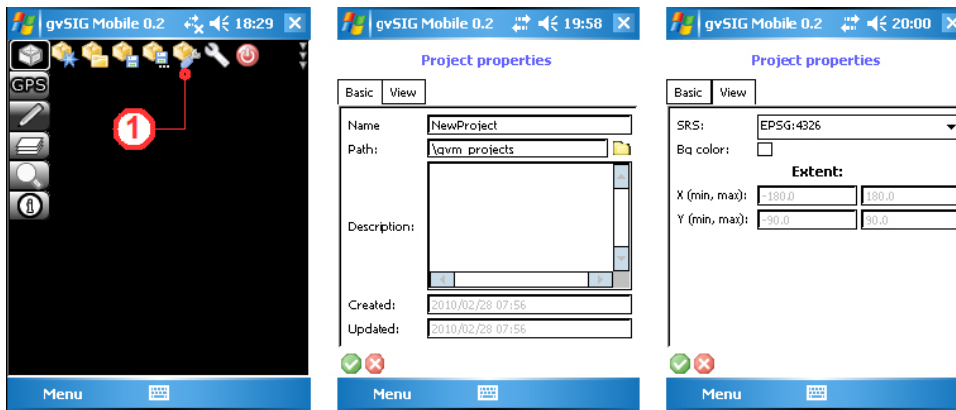 gvSIG Mobile 0.2 18:29
GPS
1
Menu
gvSIG Mobile 0.2 19:58
Project properties
Basic View
Name NewProject
Path: \gvm_projects
Description:
Created: 2010/02/28 07:56
Updated: 2010/02/28 07:56
Menu
gvSIG Mobile 0.2 20:00
Project properties
Basic View
SRS: EPSG:4326
Bg color:
Extent:
X (min, max): -180.0 180.0
Y (min, max): -90.0 90.0
Menu